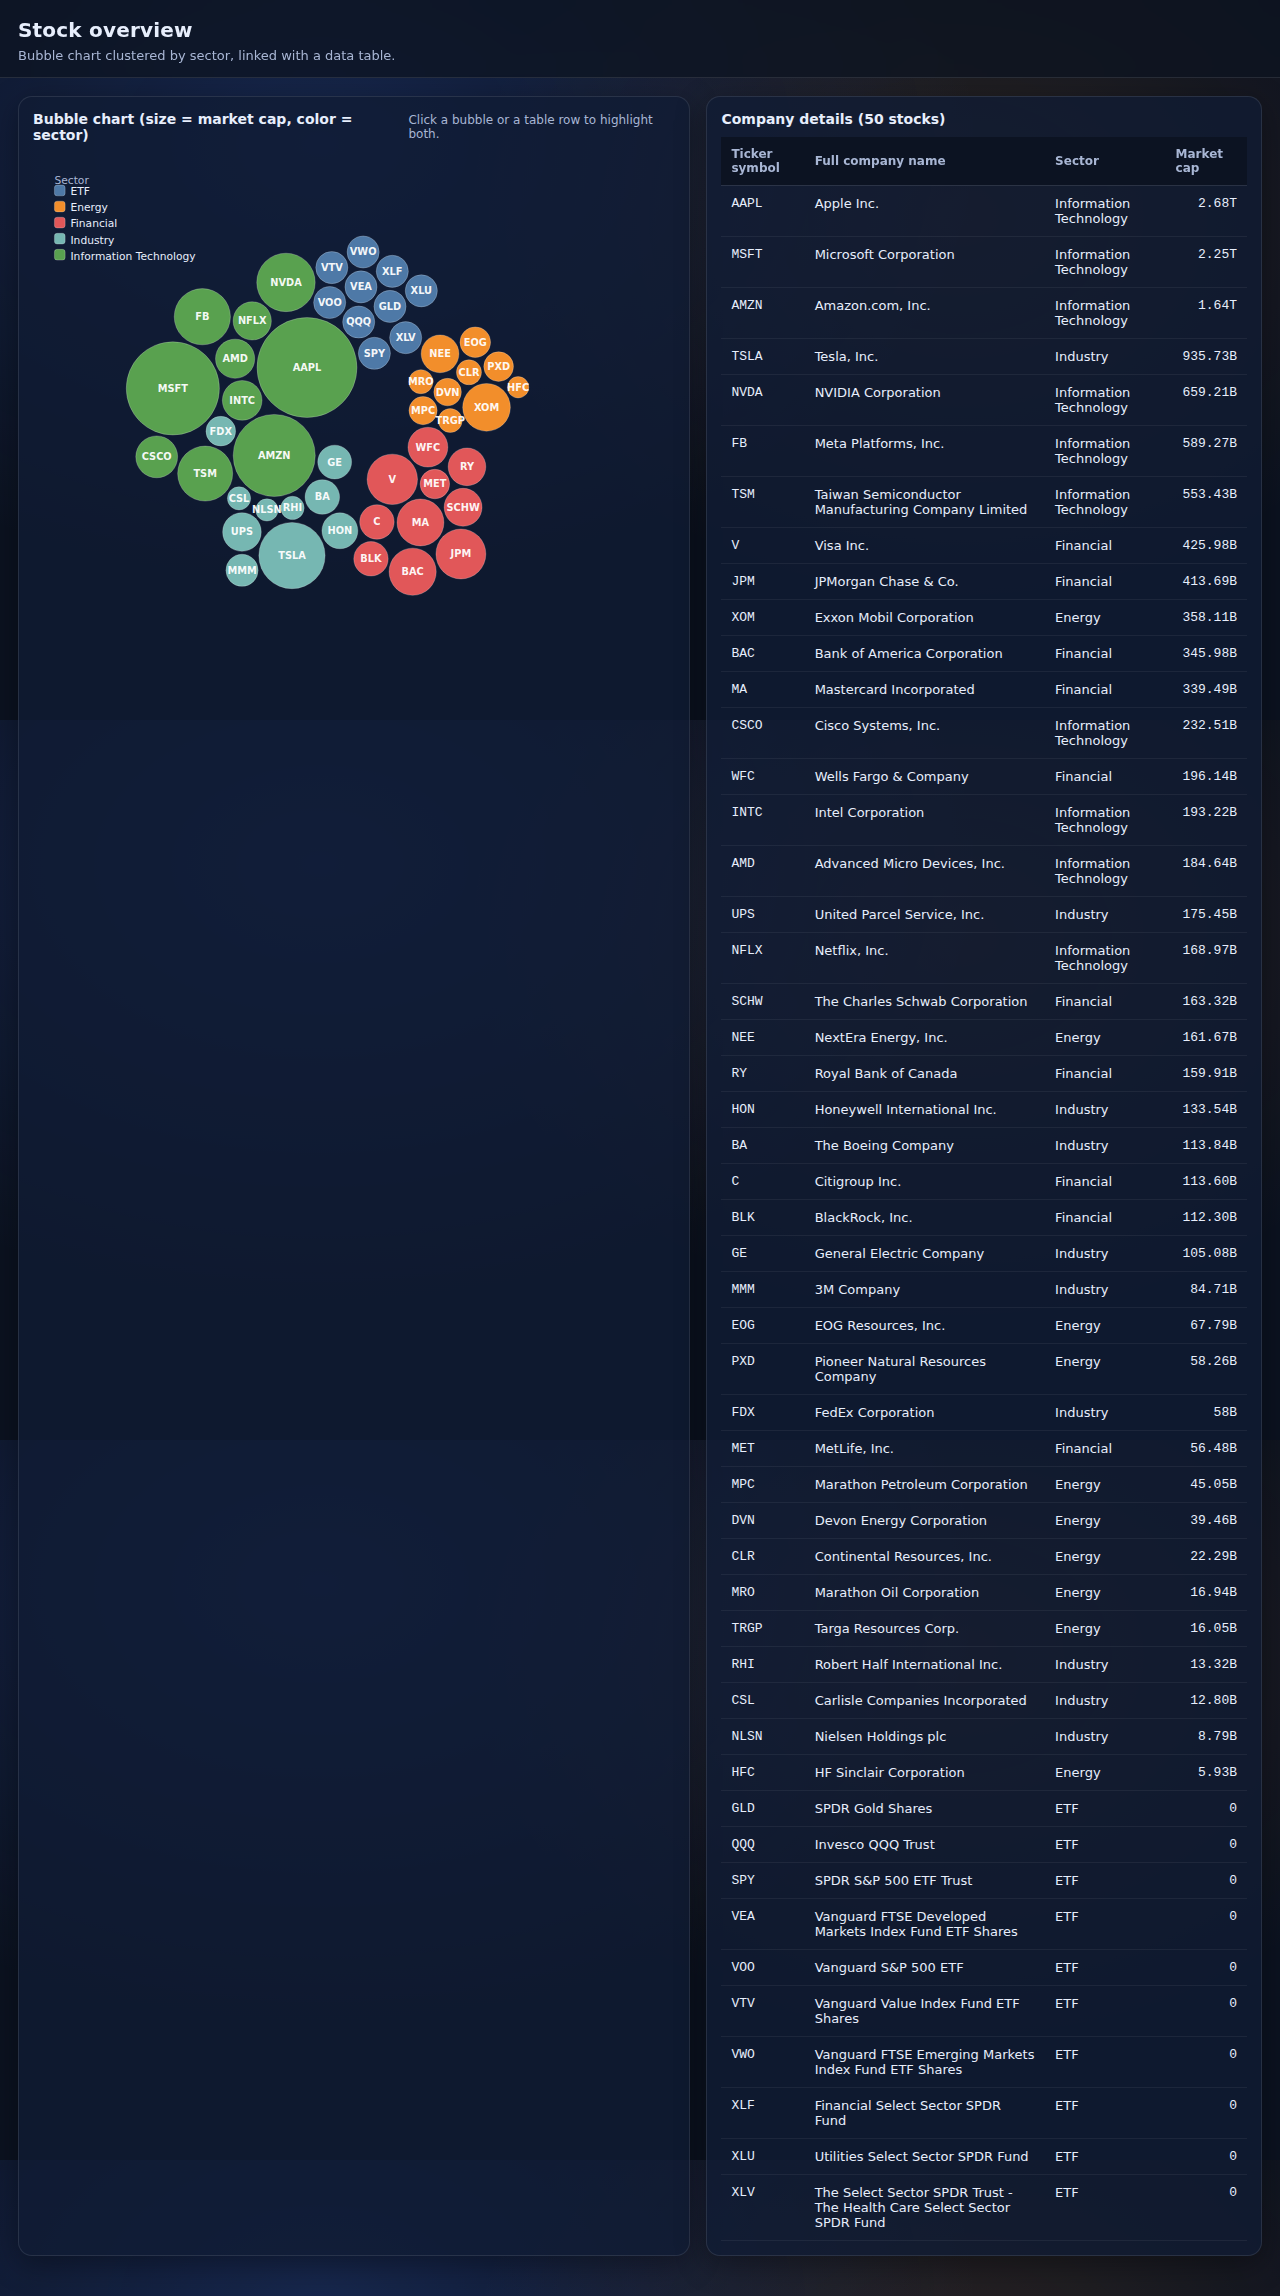 Stock overview
Bubble chart clustered by sector, linked with a data table.
Bubble chart (size = market cap, color =
sector)
Click a bubble or a table row to highlight
both.
Sector
ETF
Energy
Financial
Industry
Information Technology
VWO
VTV
XLF
NVDA
VEA
XLU
VOO
GLD
FB
NFLX
QQQ
XLV
EOG
SPY
NEE
AMD
PXD
AAPL
CLR
MRO
HFC
MSFT
DVN
INTC
XOM
MPC
TRGP
FDX
WFC
CSCO
AMZN
GE
RY
TSM
V
MET
CSL
BA
NLSN
RHI
SCHW
C
MA
UPS
HON
TSLA
BLK
JPM
MMM
BAC
Company details (50 stocks)
Ticker
symbol
Full company name
Sector
Market
cap
AAPL Apple Inc. Information 2.68T
Technology
MSFT Microsoft Corporation Information 2.25T
Technology
AMZN Amazon.com, Inc. Information 1.64T
Technology
TSLA Tesla, Inc. Industry 935.73B
NVDA NVIDIA Corporation Information 659.21B
Technology
FB Meta Platforms, Inc. Information 589.27B
Technology
TSM Taiwan Semiconductor Information 553.43B
Manufacturing Company Limited Technology
V Visa Inc. Financial 425.98B
JPM JPMorgan Chase & Co. Financial 413.69B
XOM Exxon Mobil Corporation Energy 358.11B
BAC Bank of America Corporation Financial 345.98B
MA Mastercard Incorporated Financial 339.49B
CSCO Cisco Systems, Inc. Information 232.51B
Technology
WFC Wells Fargo & Company Financial 196.14B
INTC Intel Corporation Information 193.22B
Technology
AMD Advanced Micro Devices, Inc. Information 184.64B
Technology
UPS United Parcel Service, Inc. Industry 175.45B
NFLX Netflix, Inc. Information 168.97B
Technology
SCHW The Charles Schwab Corporation Financial 163.32B
NEE NextEra Energy, Inc. Energy 161.67B
RY Royal Bank of Canada Financial 159.91B
HON Honeywell International Inc. Industry 133.54B
BA The Boeing Company Industry 113.84B
C Citigroup Inc. Financial 113.60B
BLK BlackRock, Inc. Financial 112.30B
GE General Electric Company Industry 105.08B
MMM 3M Company Industry 84.71B
EOG EOG Resources, Inc. Energy 67.79B
PXD Pioneer Natural Resources Energy 58.26B
Company
FDX FedEx Corporation Industry 58B
MET MetLife, Inc. Financial 56.48B
MPC Marathon Petroleum Corporation Energy 45.05B
DVN Devon Energy Corporation Energy 39.46B
CLR Continental Resources, Inc. Energy 22.29B
MRO Marathon Oil Corporation Energy 16.94B
TRGP Targa Resources Corp. Energy 16.05B
RHI Robert Half International Inc. Industry 13.32B
CSL Carlisle Companies Incorporated Industry 12.80B
NLSN Nielsen Holdings plc Industry 8.79B
HFC HF Sinclair Corporation Energy 5.93B
GLD SPDR Gold Shares ETF 0
QQQ Invesco QQQ Trust ETF 0
SPY SPDR S&P 500 ETF Trust ETF 0
VEA Vanguard FTSE Developed ETF 0
Markets Index Fund ETF Shares
VOO Vanguard S&P 500 ETF ETF 0
VTV Vanguard Value Index Fund ETF ETF 0
Shares
VWO Vanguard FTSE Emerging Markets ETF 0
Index Fund ETF Shares
XLF Financial Select Sector SPDR ETF 0
Fund
XLU Utilities Select Sector SPDR Fund ETF 0
XLV The Select Sector SPDR Trust - ETF 0
The Health Care Select Sector
SPDR Fund